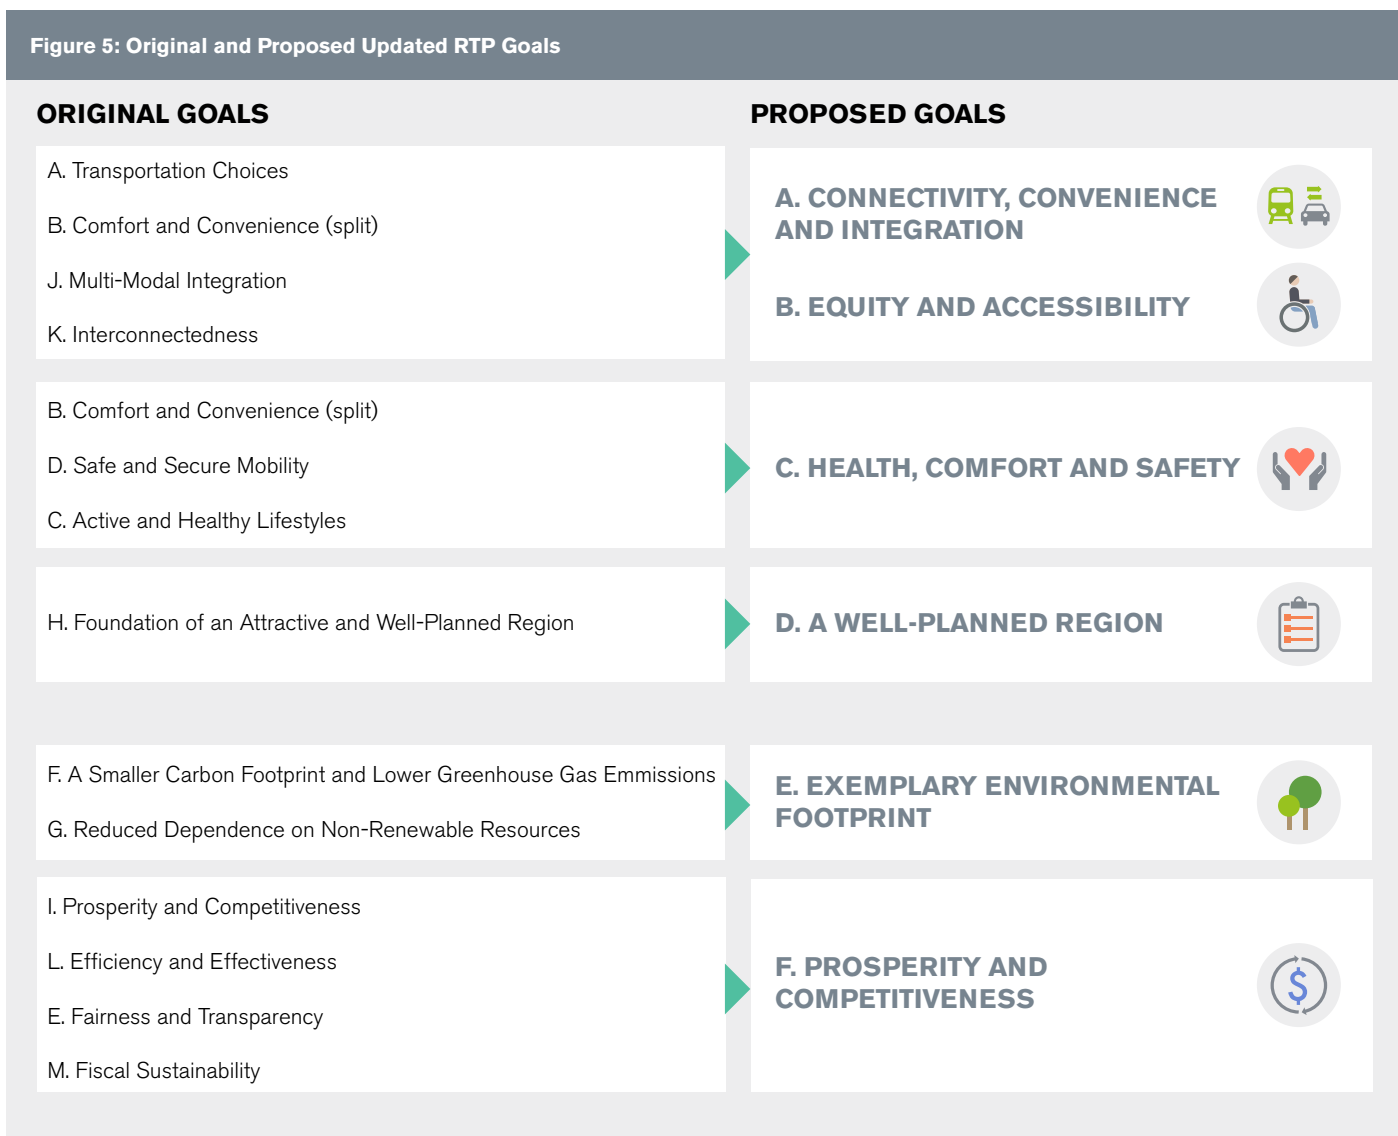 Figure 5: Original and Proposed Updated RTP Goals
ORIGINAL GOALS
PROPOSED GOALS
A. Transportation Choices
B. Comfort and Convenience (split)
J. Multi-Modal Integration
K. Interconnectedness
A. CONNECTIVITY, CONVENIENCE
AND INTEGRATION
B. EQUITY AND ACCESSIBILITY
B. Comfort and Convenience (split)
D. Safe and Secure Mobility
C. Active and Healthy Lifestyles
C. HEALTH, COMFORT AND SAFETY
H. Foundation of an Attractive and Well-Planned Region
D. A WELL-PLANNED REGION
F. A Smaller Carbon Footprint and Lower Greenhouse Gas Emmissions
G. Reduced Dependence on Non-Renewable Resources
E. EXEMPLARY ENVIRONMENTAL
FOOTPRINT
I. Prosperity and Competitiveness
L. Efficiency and Effectiveness
E. Fairness and Transparency
M. Fiscal Sustainability
F. PROSPERITY AND
COMPETITIVENESS
$